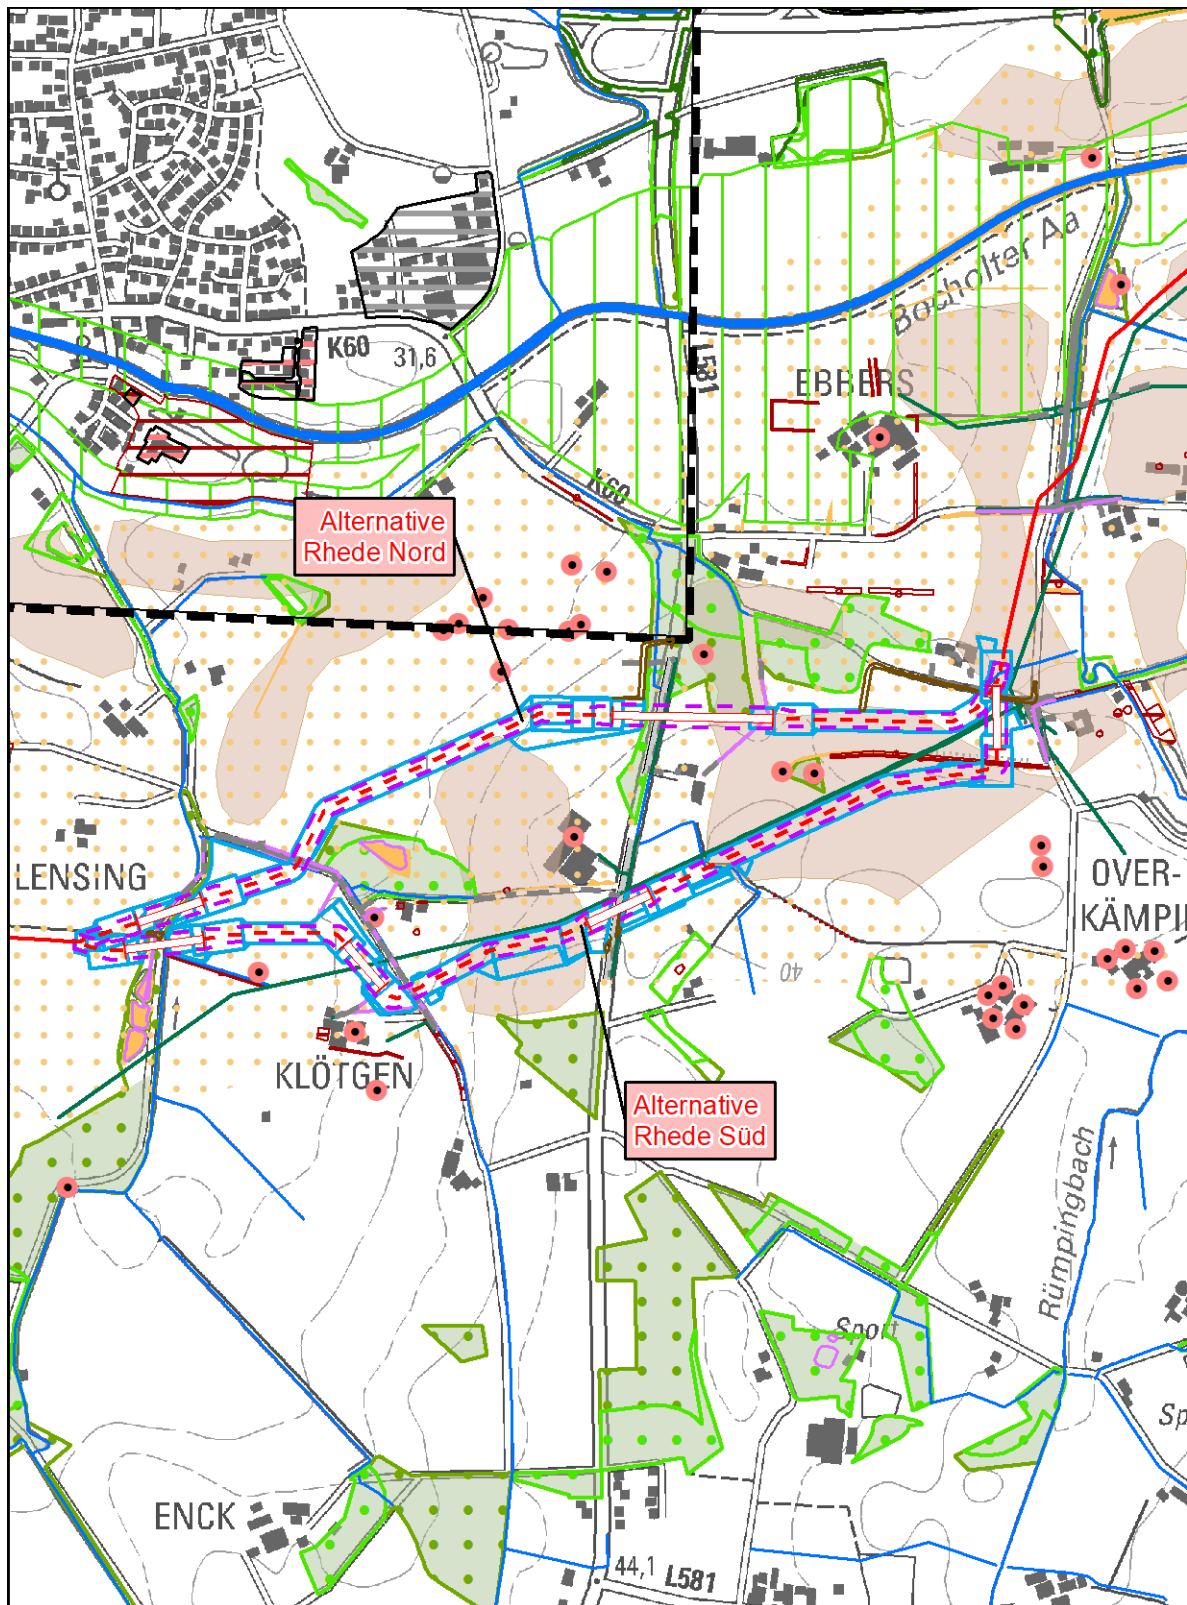 Bocholter Aa
K60
31,6
L581
EBBERS
K60
Alternative
Rhede Nord
LENSING
OVER-
KÄMPI
40
KLÖTGEN
Alternative
Rhede Süd
Rümpingbach
Sport
Sp
ENCK
44,1 L581